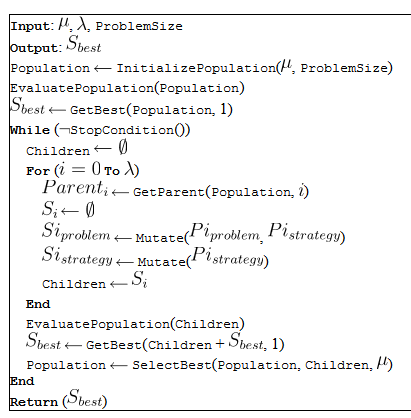 Input: μ, λ, ProblemSize
Output: S_best
Population ← InitializePopulation(μ, ProblemSize)
EvaluatePopulation(Population)
S_best ← GetBest(Population, 1)
While (¬StopCondition())
Children ← ∅
For (i = 0 To λ)
Parent_i ← GetParent(Population, i)
S_i ← ∅
Si_problem ← Mutate(Pi_problem, Pi_strategy)
Si_strategy ← Mutate(Pi_strategy)
Children ← S_i
End
EvaluatePopulation(Children)
S_best ← GetBest(Children + S_best, 1)
Population ← SelectBest(Population, Children, μ)
End
Return (S_best)